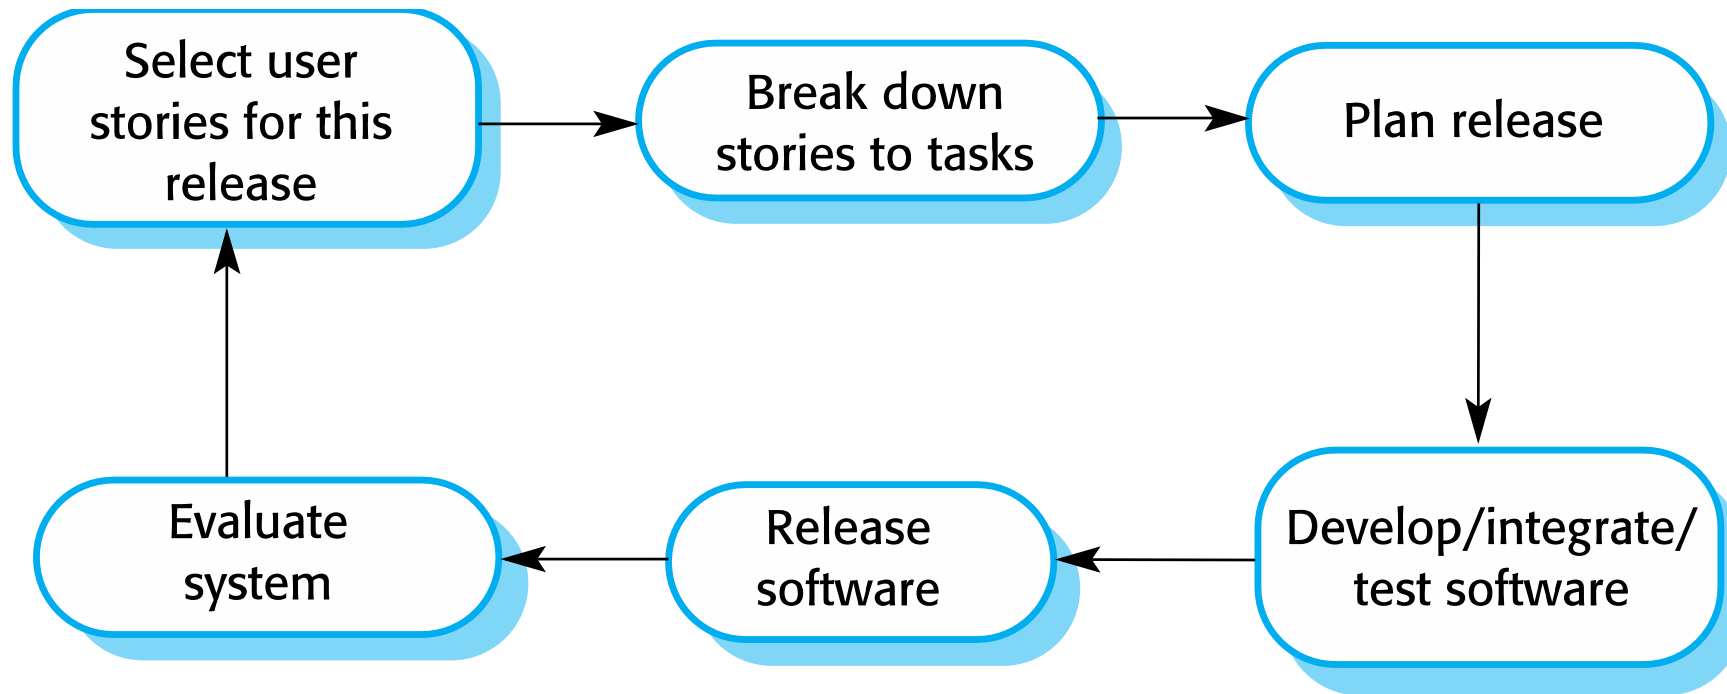 Select user
stories for this
release
Break down
stories to tasks
Plan release
Evaluate
system
Release
software
Develop/integrate/
test software